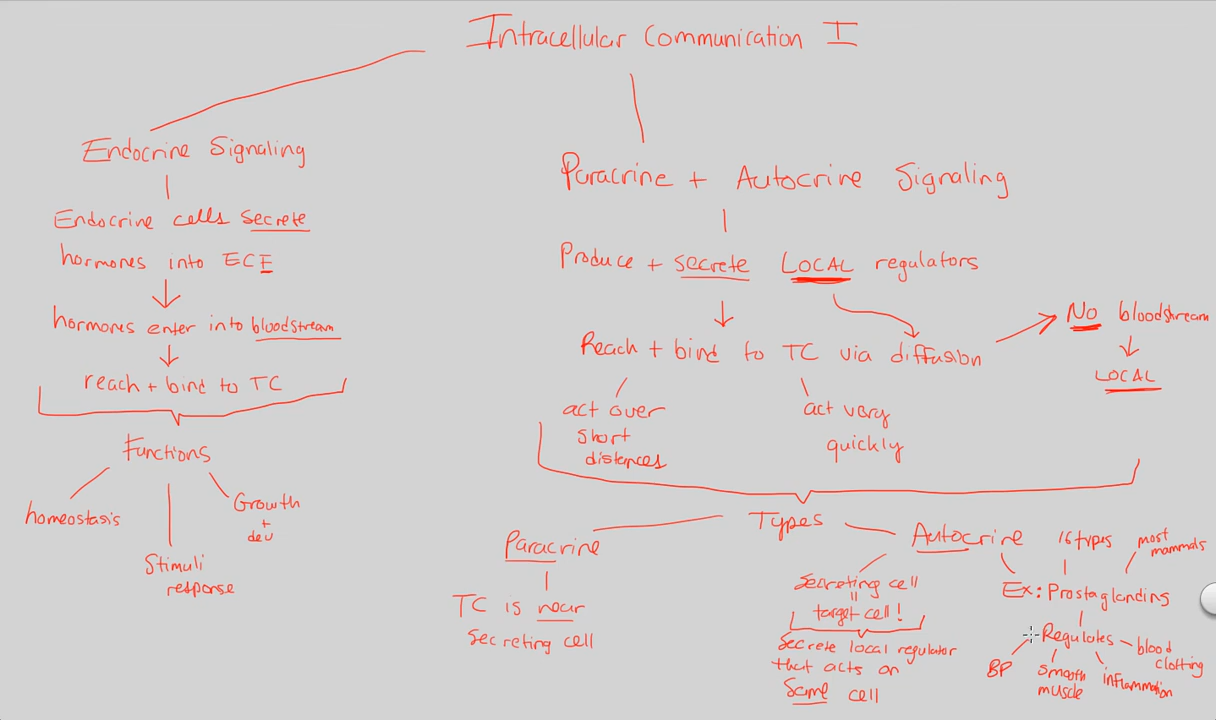 Intracellular Communication I
Endocrine Signaling
Endocrine cells secrete
hormones into ECF
hormones enter into bloodstream
reach + bind to TC
Functions
homeostasis
Stimuli
response
Growth
+
dev
Paracrine + Autocrine Signaling
Produce + secrete LOCAL regulators
Reach + bind to TC via diffusion
No bloodstream
LOCAL
act over
short
distances
act very
quickly
Types
Paracrine
TC is near
secreting cell
Autocrine
Secreting cell
=
target cell!
Secrete local regulator
that acts on
Same cell
Ex: Prostaglandins
16 types
most
mammals
Regulates
BP
smooth
muscle
inflammation
blood
clotting